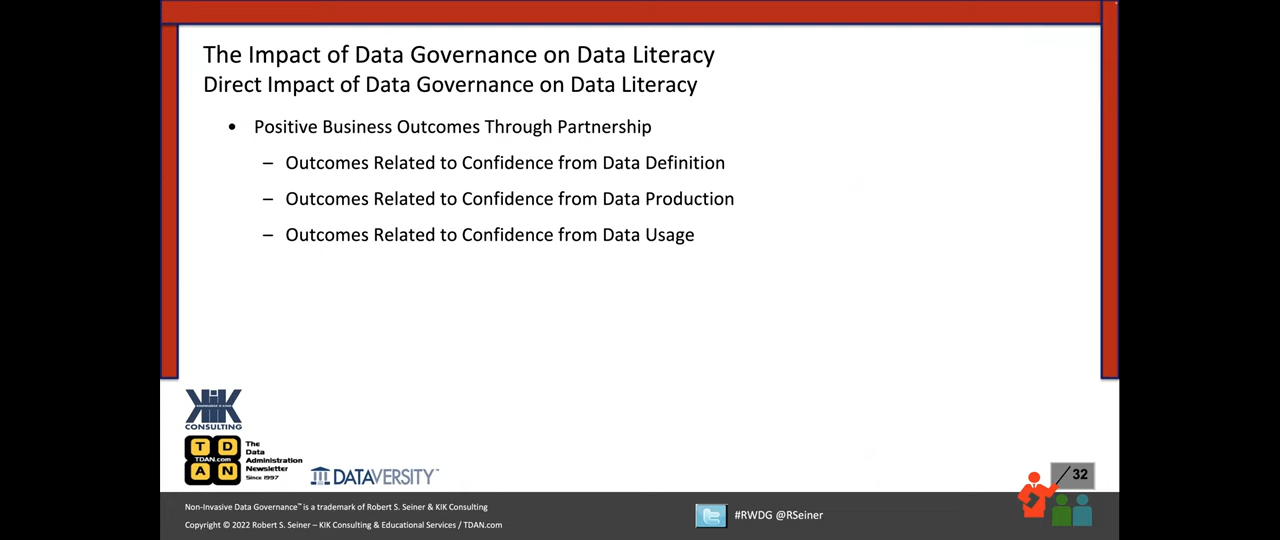 The Impact of Data Governance on Data Literacy
Direct Impact of Data Governance on Data Literacy
• Positive Business Outcomes Through Partnership
– Outcomes Related to Confidence from Data Definition
– Outcomes Related to Confidence from Data Production
– Outcomes Related to Confidence from Data Usage
KIK
CONSULTING
T D
TDAN.com
A N
The
Data
Administration
Newsletter
Since 1997
DATAVERSITY™
/ 32
Non-Invasive Data Governance™ is a trademark of Robert S. Seiner & KIK Consulting
Copyright © 2022 Robert S. Seiner – KIK Consulting & Educational Services / TDAN.com
#RWDG @RSeiner